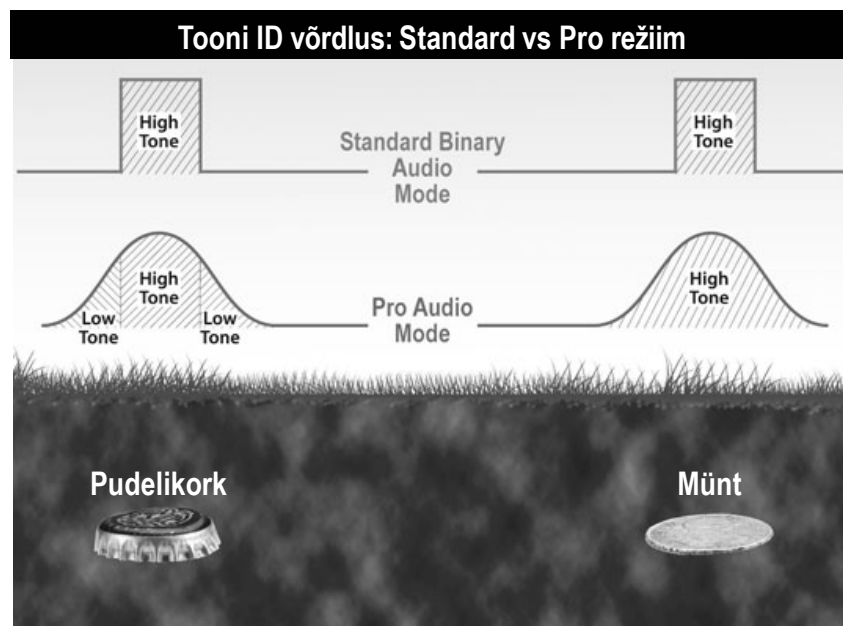 Tooni ID võrdlus: Standard vs Pro režiim
High
Tone
Standard Binary
Audio
Mode
High
Tone
High
Tone
Low
Tone
Low
Tone
Pro Audio
Mode
High
Tone
Pudelikork
Münt